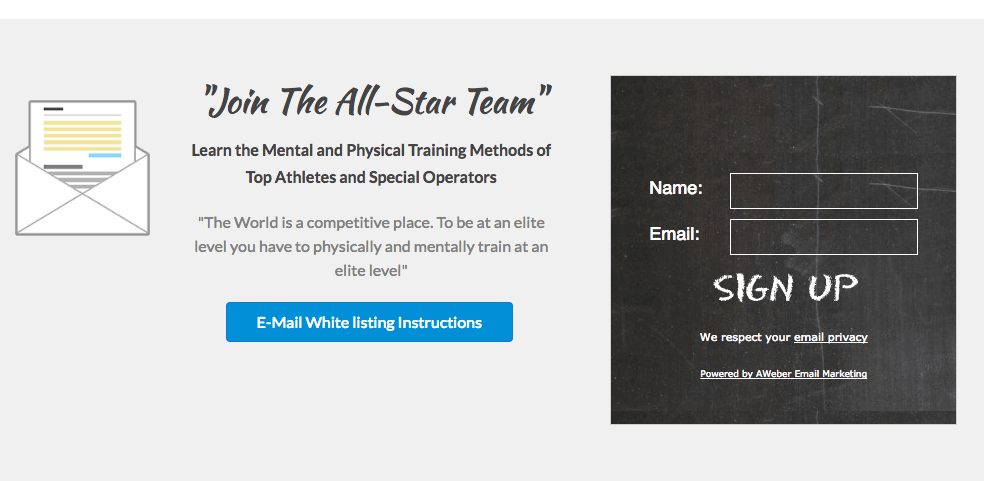 "Join The All-Star Team"
Learn the Mental and Physical Training Methods of
Top Athletes and Special Operators
"The World is a competitive place. To be at an elite
level you have to physically and mentally train at an
elite level"
E-Mail White listing Instructions
Name:
Email:
SIGN UP
We respect your email privacy
Powered by AWeber Email Marketing